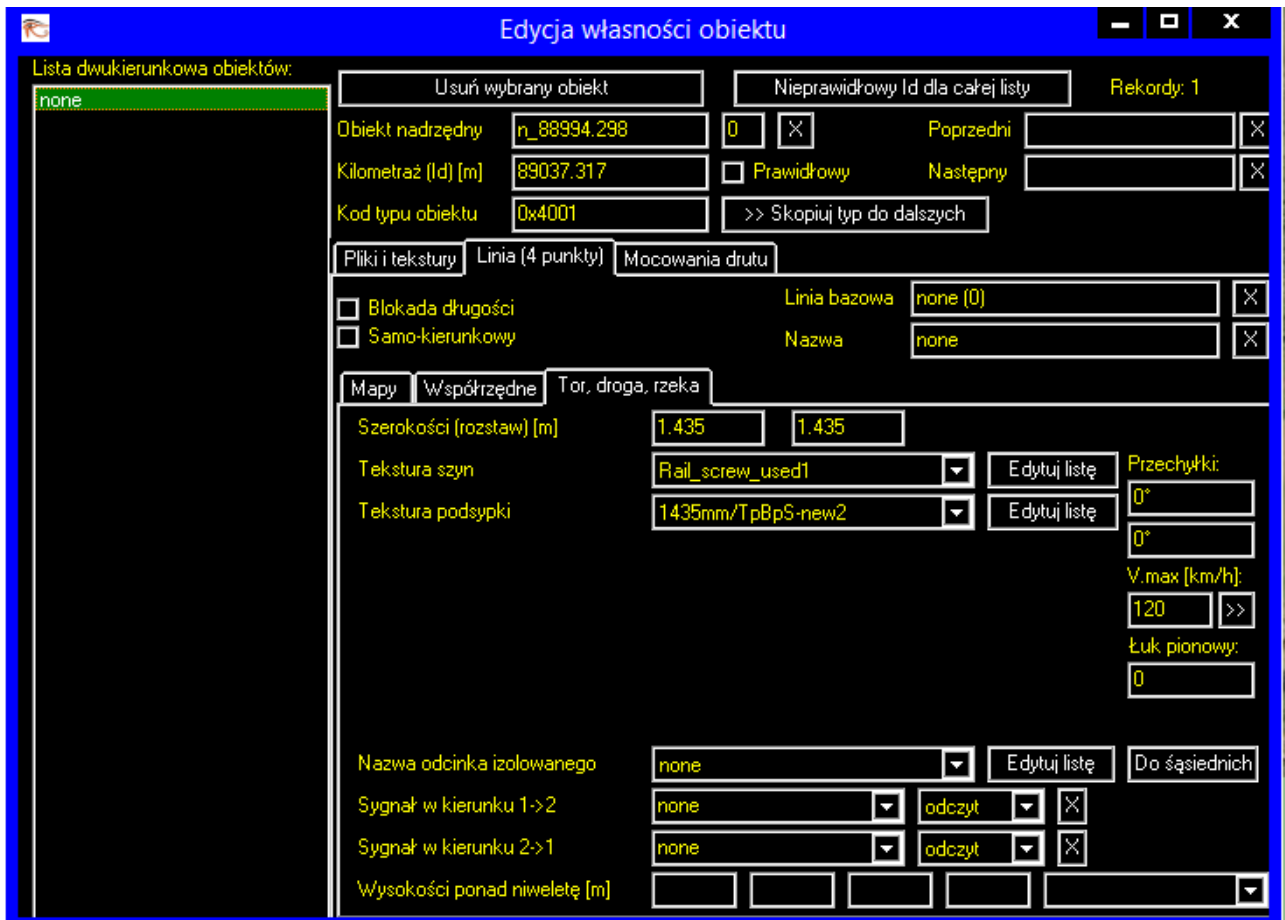 Edycja własności obiektu
Lista dwukierunkowa obiektów:
none
Usuń wybrany obiekt
Nieprawidłowy Id dla całej listy
Rekordy: 1
Obiekt nadrzędny n_88994.298 0 X Poprzedni X
Kilometraż (Id) [m] 89037.317 Prawidłowy Następny X
Kod typu obiektu 0x4001 >> Skopiuj typ do dalszych
Pliki i tekstury Linia (4 punkty) Mocowania drutu
Blokada długości Linia bazowa none (0) X
Samo-kierunkowy Nazwa none X
Mapy Współrzędne Tor, droga, rzeka
Szerokości (rozstaw) [m] 1.435 1.435
Tekstura szyn Rail_screw_used1 Edytuj listę Przechyłki:
0°
Tekstura podsypki 1435mm/TpBpS-new2 Edytuj listę
0°
V.max [km/h]:
120 >>
Łuk pionowy:
0
Nazwa odcinka izolowanego none Edytuj listę Do śąsiednich
Sygnał w kierunku 1->2 none odczyt X
Sygnał w kierunku 2->1 none odczyt X
Wysokości ponad niweletę [m]